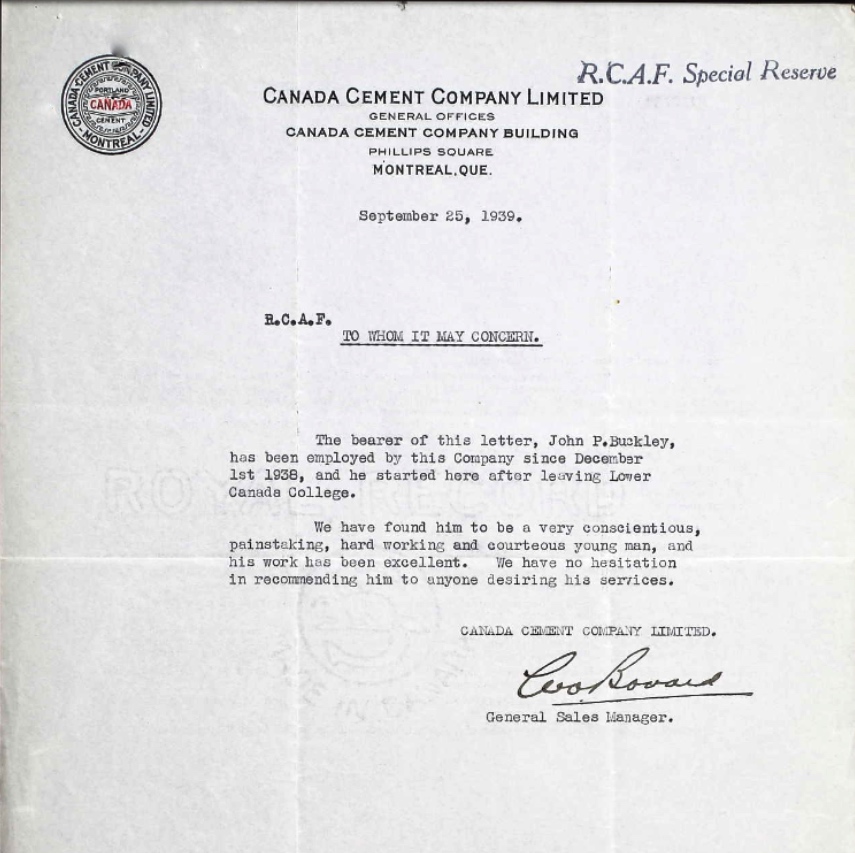 R.C.A.F. Special Reserve
CANADA CEMENT COMPANY LIMITED
MONTREAL
PORTLAND
CANADA
CEMENT
CANADA CEMENT COMPANY LIMITED
GENERAL OFFICES
CANADA CEMENT COMPANY BUILDING
PHILLIPS SQUARE
MONTREAL, QUE.
September 25, 1939.
R.C.A.F.
TO WHOM IT MAY CONCERN.
The bearer of this letter, John P.Buckley,
has been employed by this Company since December
1st 1938, and he started here after leaving Lower
Canada College.
We have found him to be a very conscientious,
painstaking, hard working and courteous young man, and
his work has been excellent. We have no hesitation
in recommending him to anyone desiring his services.
CANADA CEMENT COMPANY LIMITED.
General Sales Manager.
ROYAL RECORD